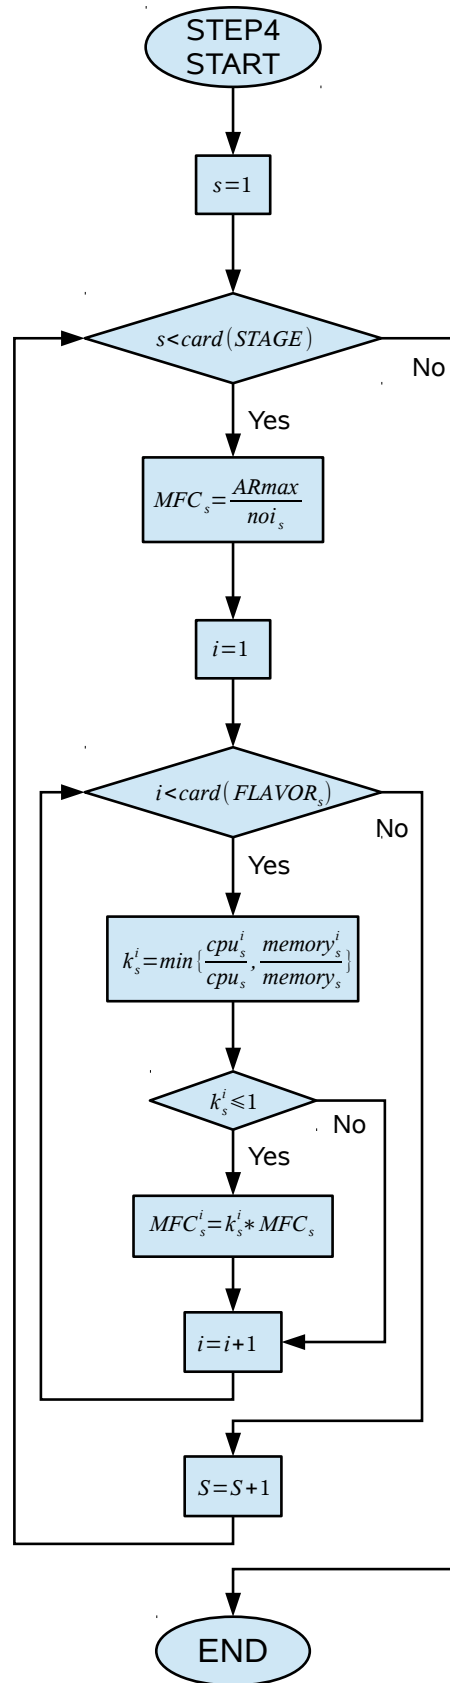 STEP4
START
s=1
s<card(STAGE)
No
Yes
MFC_s = ARmax / noi_s
i=1
i<card(FLAVOR_s)
No
Yes
k_s^i = min{cpu_s^i / cpu_s, memory_s^i / memory_s}
k_s^i ⩽ 1
No
Yes
MFC_s^i = k_s^i * MFC_s
i=i+1
S=S+1
END